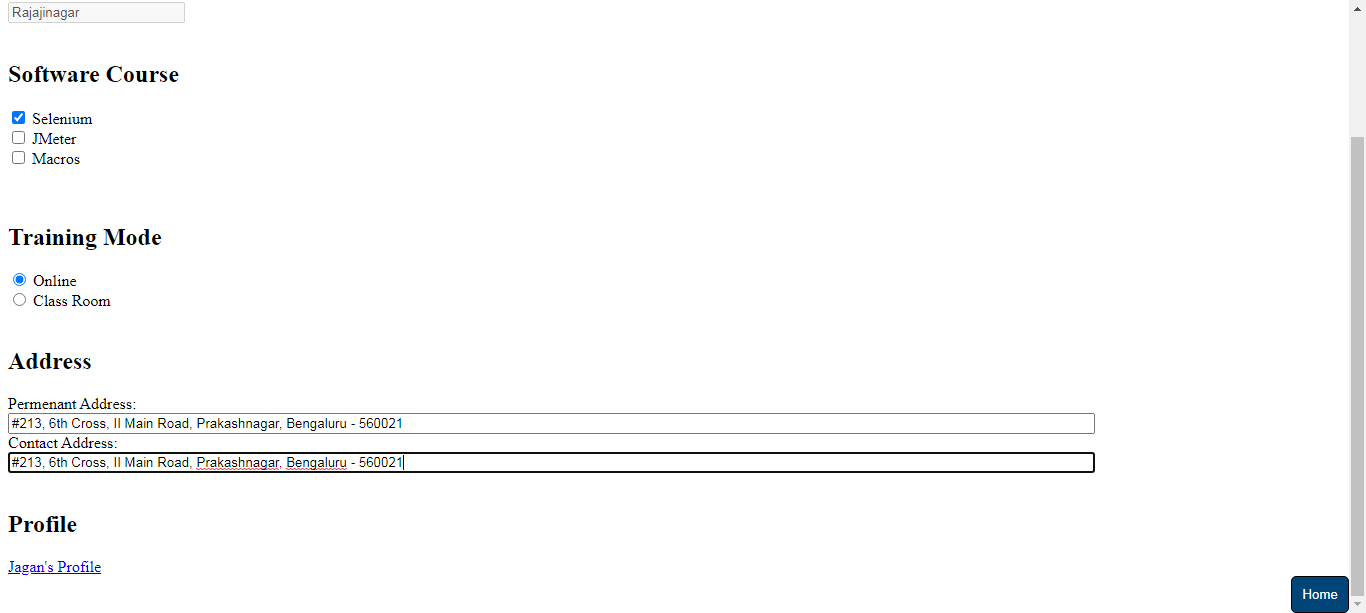 Rajajinagar
Software Course
Selenium
JMeter
Macros
Training Mode
Online
Class Room
Address
Permenant Address:
#213, 6th Cross, II Main Road, Prakashnagar, Bengaluru - 560021
Contact Address:
#213, 6th Cross, II Main Road, Prakashnagar, Bengaluru - 560021
Profile
Jagan's Profile
Home